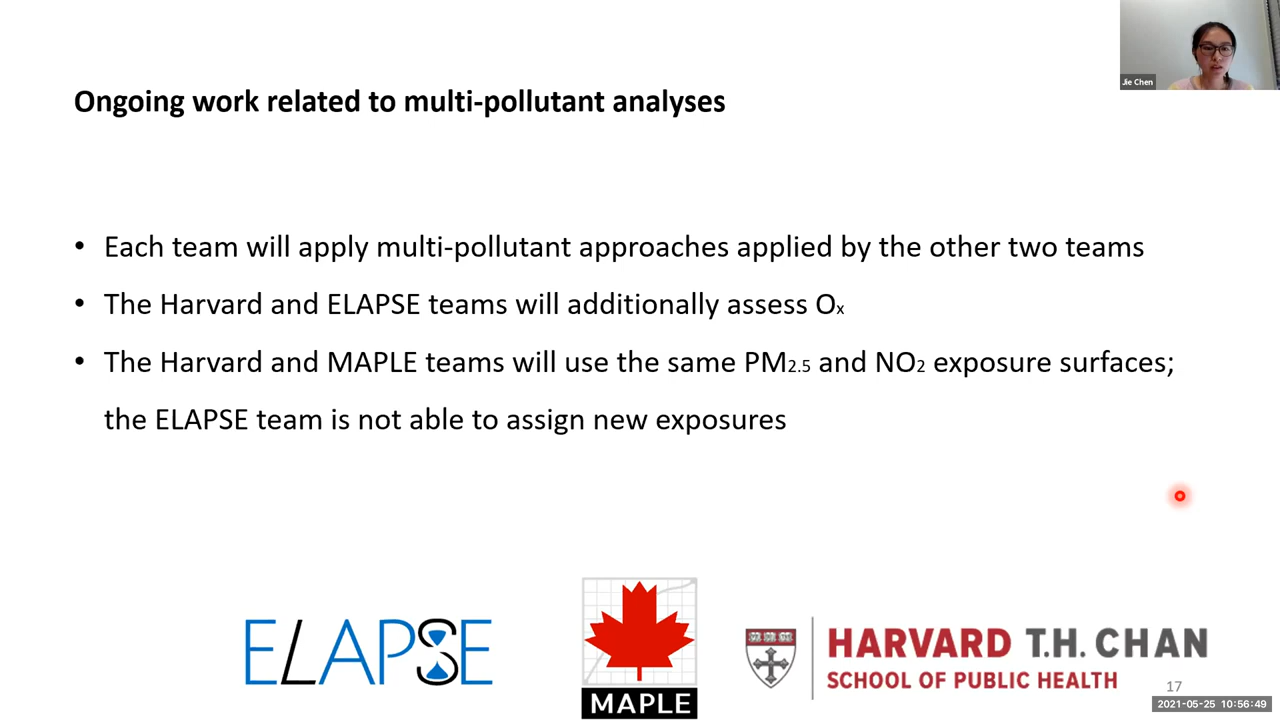 Jie Chen
Ongoing work related to multi-pollutant analyses
• Each team will apply multi-pollutant approaches applied by the other two teams
• The Harvard and ELAPSE teams will additionally assess Oₓ
• The Harvard and MAPLE teams will use the same PM₂.₅ and NO₂ exposure surfaces;
the ELAPSE team is not able to assign new exposures
ELAPSE
MAPLE
HARVARD T.H. CHAN
SCHOOL OF PUBLIC HEALTH
17
2021-05-25 10:56:49